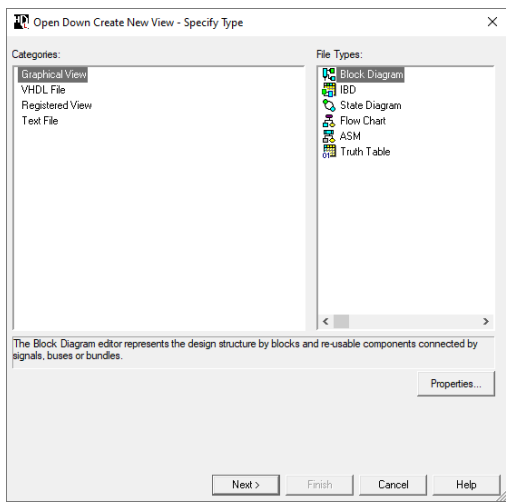 Open Down Create New View - Specify Type
Categories:
File Types:
Graphical View
VHDL File
Registered View
Text File
Block Diagram
IBD
State Diagram
Flow Chart
ASM
Truth Table
The Block Diagram editor represents the design structure by blocks and re-usable components connected by
signals, buses or bundles.
Properties...
Next >
Finish
Cancel
Help